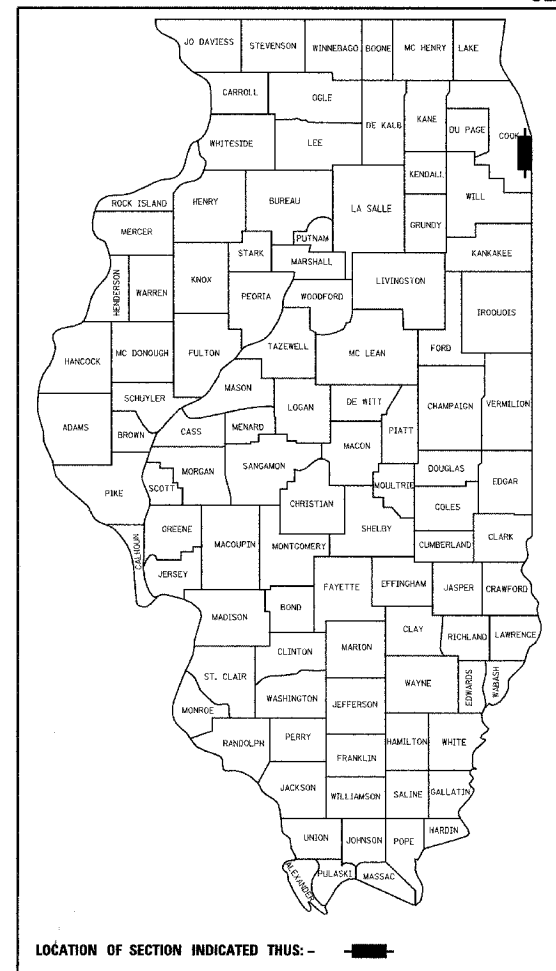 JO DAVIESS STEVENSON WINNEBAGO BOONE MC HENRY LAKE
CARROLL OGLE
DE KALB KANE DU PAGE COOK
WHITESIDE LEE
KENDALL WILL
ROCK ISLAND HENRY BUREAU LA SALLE GRUNDY
MERCER PUTNAM KANKAKEE
STARK MARSHALL LIVINGSTON
HENDERSON WARREN KNOX PEORIA WOODFORD IROQUOIS
HANCOCK MC DONOUGH FULTON TAZEWELL MC LEAN FORD
MASON
SCHUYLER LOGAN DE WITT CHAMPAIGN VERMILION
ADAMS BROWN CASS MENARD PIATT
MACON
MORGAN SANGAMON DOUGLAS
PIKE SCOTT CHRISTIAN MOULTRIE EDGAR
COLES
GREENE MACOUPIN SHELBY
CALHOUN MONTGOMERY CUMBERLAND CLARK
JERSEY FAYETTE EFFINGHAM JASPER CRAWFORD
MADISON BOND
CLAY RICHLAND LAWRENCE
CLINTON MARION
ST. CLAIR WAYNE EDWARDS WABASH
WASHINGTON JEFFERSON
MONROE
RANDOLPH PERRY HAMILTON WHITE
FRANKLIN
JACKSON WILLIAMSON SALINE GALLATIN
UNION JOHNSON POPE HARDIN
ALEXANDER PULASKI MASSAC
LOCATION OF SECTION INDICATED THUS: -